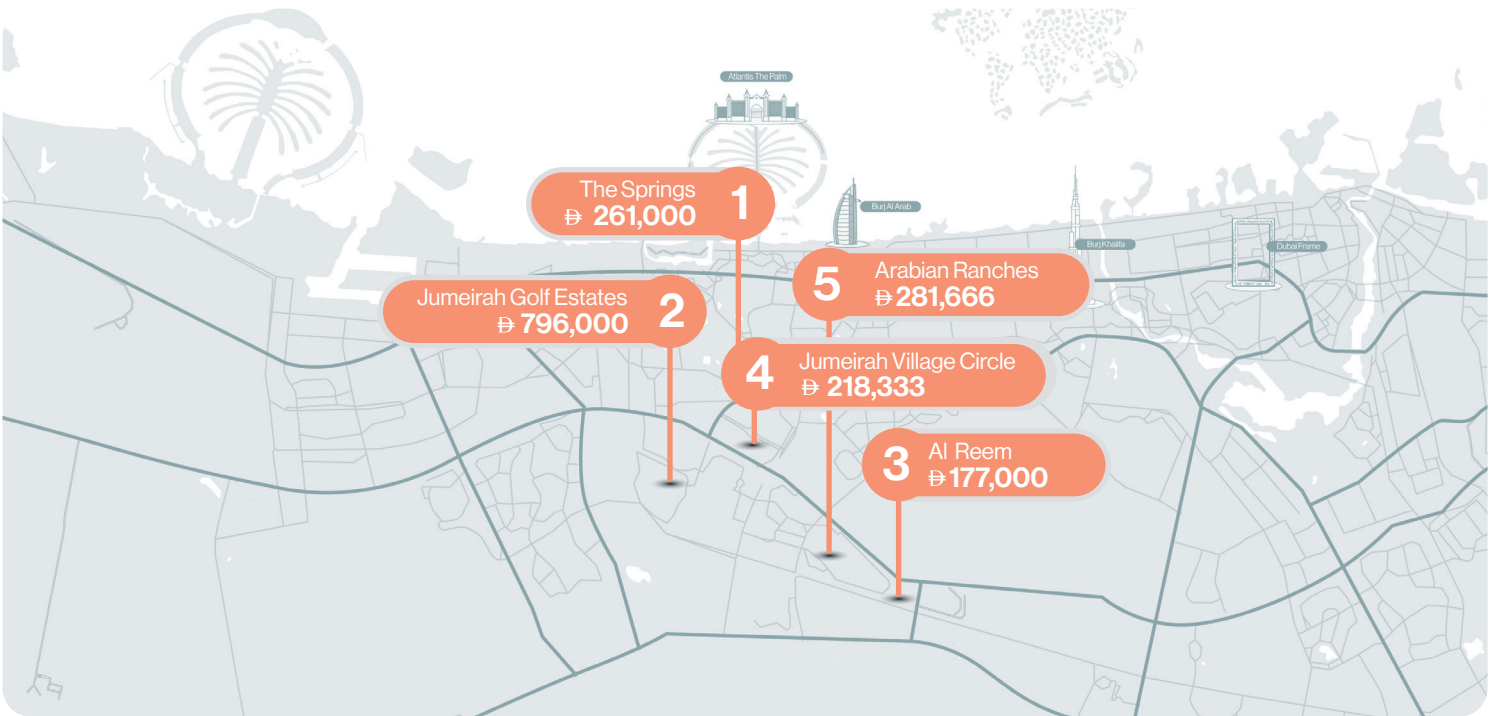 Atlantis The Palm
The Springs
1
261,000
Burj Al Arab
Burj Khalifa
Dubai Frame
Jumeirah Golf Estates
2
796,000
5
Arabian Ranches
281,666
4
Jumeirah Village Circle
218,333
3
Al Reem
177,000